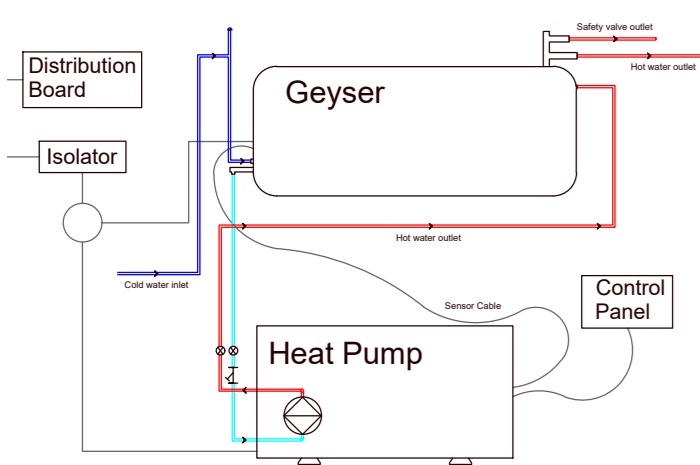 Safety valve outlet
Hot water outlet
Distribution
Board
Geyser
Isolator
Hot water outlet
Cold water inlet
Sensor Cable
Control
Panel
Heat Pump